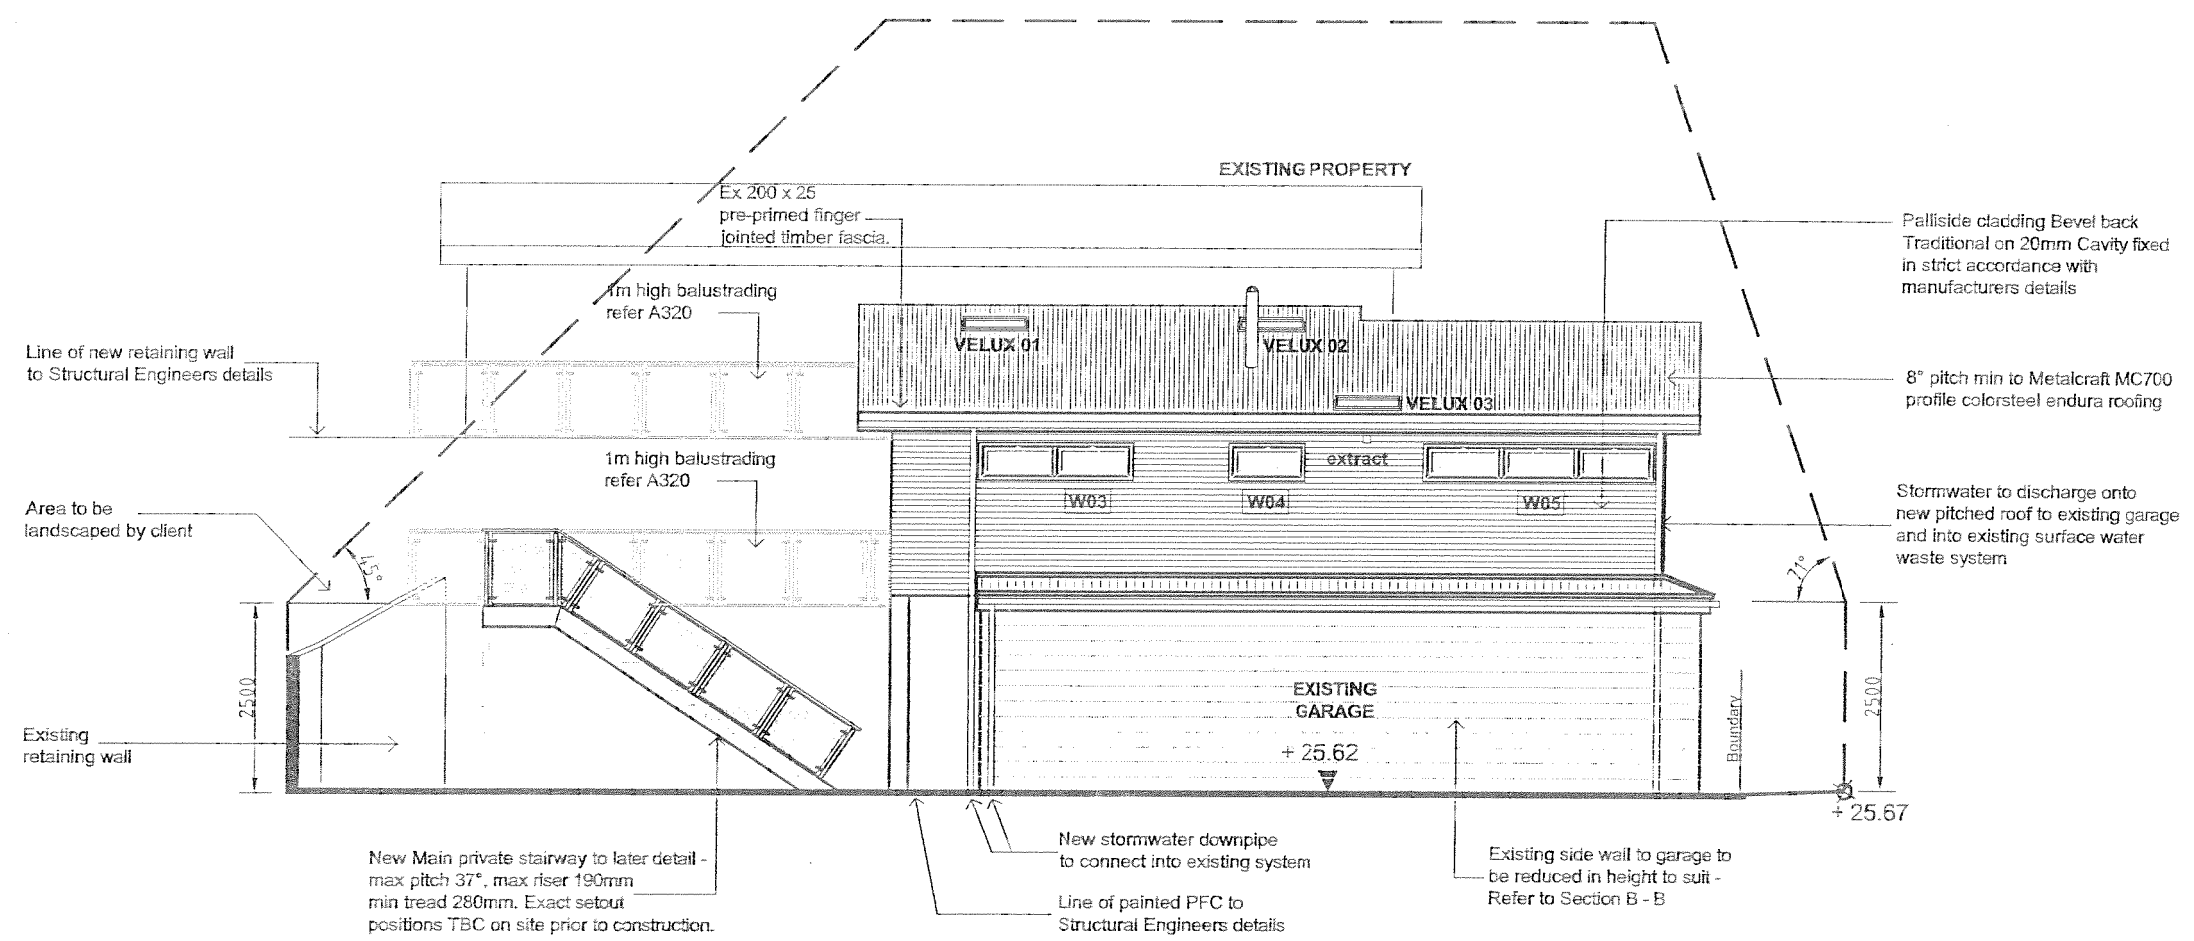 EXISTING PROPERTY
Ex 200 x 25
pre-primed finger
jointed timber fascia.
Palliside cladding Bevel back
Traditional on 20mm Cavity fixed
in strict accordance with
manufacturers details
1m high balustrading
refer A320
Line of new retaining wall
to Structural Engineers details
VELUX 01
VELUX 02
VELUX 03
8° pitch min to Metalcraft MC700
profile colorsteel endura roofing
1m high balustrading
refer A320
extract
W03
W04
W05
Area to be
landscaped by client
Stormwater to discharge onto
new pitched roof to existing garage
and into existing surface water
waste system
45°
71°
2500
2500
Existing
retaining wall
EXISTING
GARAGE
+ 25.62
Boundary
+ 25.67
New Main private stairway to later detail -
max pitch 37°, max riser 190mm
min tread 280mm. Exact setout
positions TBC on site prior to construction.
New stormwater downpipe
to connect into existing system
Line of painted PFC to
Structural Engineers details
Existing side wall to garage to
be reduced in height to suit -
Refer to Section B - B